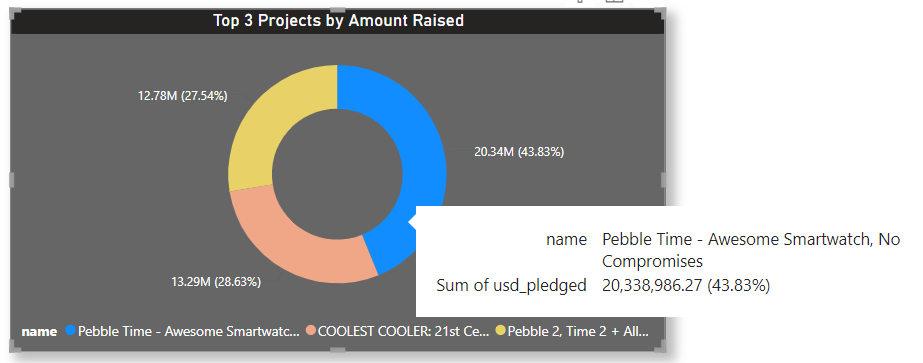 Top 3 Projects by Amount Raised
12.78M (27.54%)
20.34M (43.83%)
13.29M (28.63%)
name Pebble Time - Awesome Smartwatch, No
Compromises
Sum of usd_pledged 20,338,986.27 (43.83%)
name Pebble Time - Awesome Smartwatc... COOLEST COOLER: 21st Ce... Pebble 2, Time 2 + All...